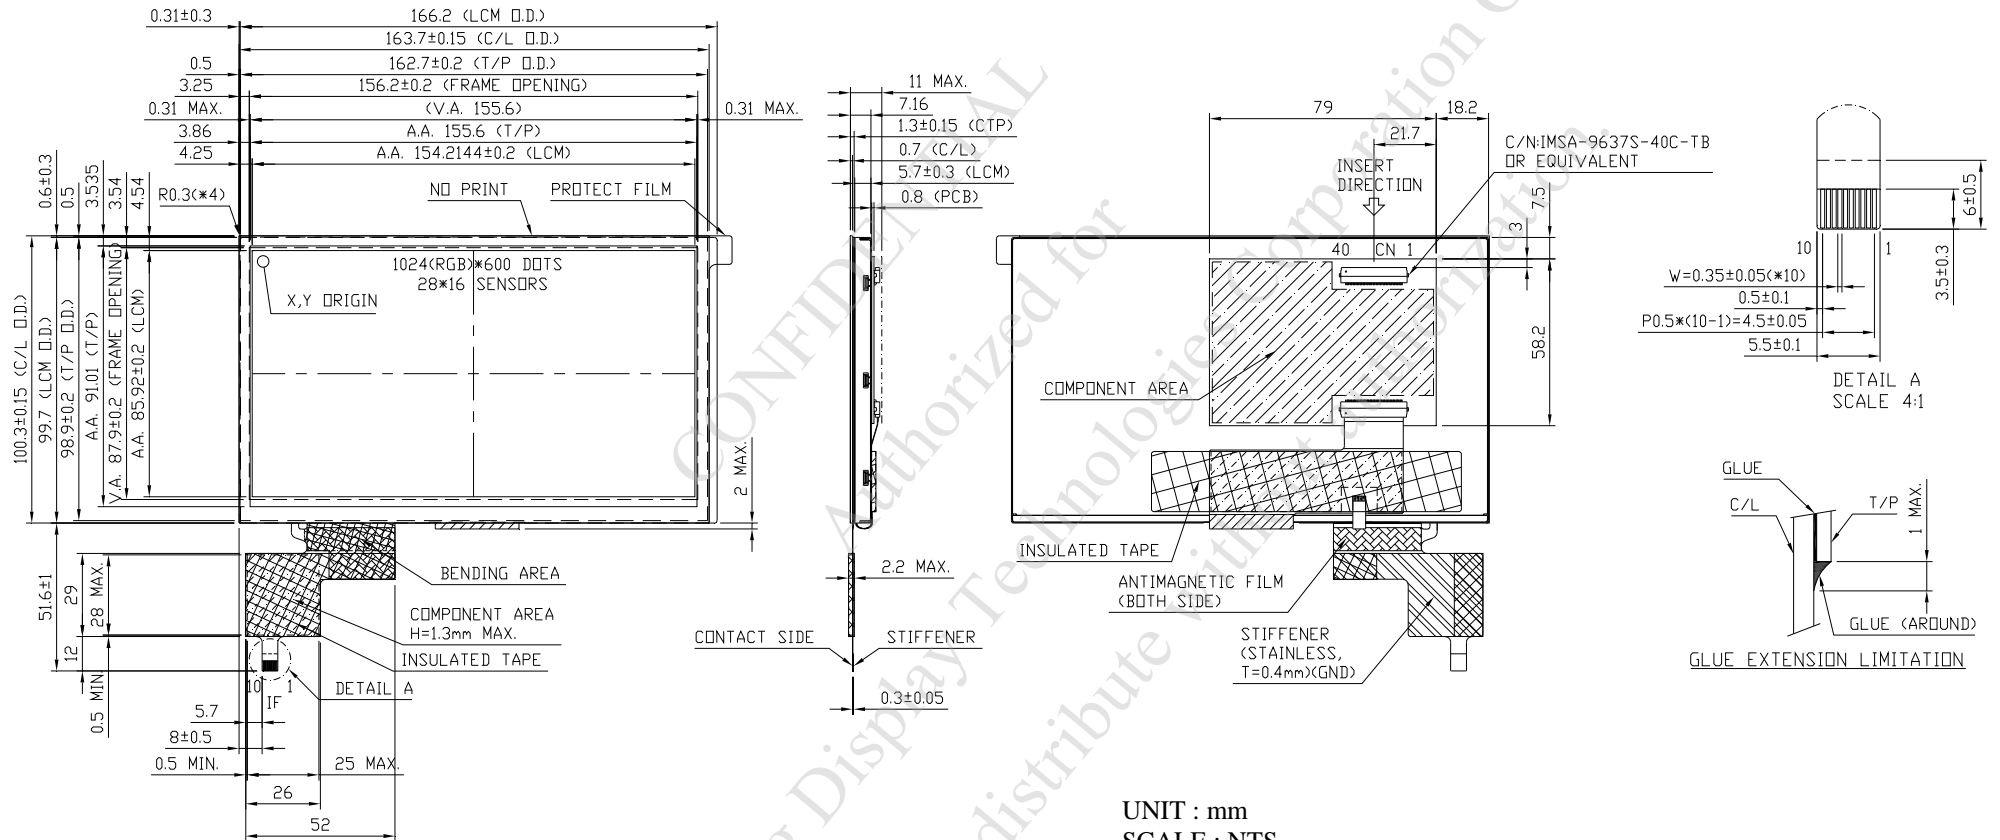 0.31±0.3
166.2 (LCM O.D.)
163.7±0.15 (C/L O.D.)
0.5
162.7±0.2 (T/P O.D.)
3.25
156.2±0.2 (FRAME OPENING)
0.31 MAX.
(V.A. 155.6)
0.31 MAX.
3.86
A.A. 155.6 (T/P)
4.25
A.A. 154.2144±0.2 (LCM)
0.6±0.3
0.5
3.535
3.54
4.54
R0.3(*4)
NO PRINT
PROTECT FILM
1024(RGB)*600 DOTS
28*16 SENSORS
X,Y ORIGIN
100.3±0.15 (C/L O.D.)
99.7 (LCM O.D.)
98.9±0.2 (T/P O.D.)
A.A. 91.01 (T/P)
V.A. 87.9±0.2 (FRAME OPENING)
A.A. 85.92±0.2 (LCM)
2 MAX.
51.6±1
29
28 MAX.
12
0.5 MIN.
BENDING AREA
COMPONENT AREA
H=1.3mm MAX.
INSULATED TAPE
DETAIL A
10
1
IF
5.7
8±0.5
0.5 MIN.
25 MAX.
26
52
11 MAX.
7.16
1.3±0.15 (CTP)
0.7 (C/L)
5.7±0.3 (LCM)
0.8 (PCB)
2.2 MAX.
CONTACT SIDE
STIFFENER
0.3±0.05
79
18.2
21.7
INSERT
DIRECTION
C/N:IMSA-9637S-40C-TB
OR EQUIVALENT
7.5
3
40 CN 1
58.2
COMPONENT AREA
INSULATED TAPE
ANTIMAGNETIC FILM
(BOTH SIDE)
STIFFENER
(STAINLESS,
T=0.4mm)(GND)
10
1
6±0.5
3.5±0.3
W=0.35±0.05(*10)
0.5±0.1
P0.5*(10-1)=4.5±0.05
5.5±0.1
DETAIL A
SCALE 4:1
GLUE
C/L
T/P
1 MAX.
GLUE (AROUND)
GLUE EXTENSION LIMITATION
UNIT : mm
SCALE : NTS
CONFIDENTIAL
Authorized for
Display Technologies Corporation
distribute without authorization.